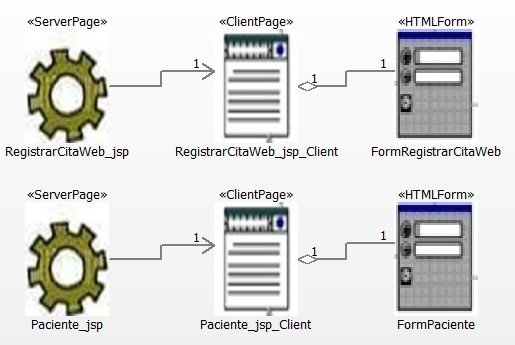 «ServerPage» «ClientPage» «HTMLForm»
1 1 1
RegistrarCitaWeb_jsp RegistrarCitaWeb_jsp_Client FormRegistrarCitaWeb
«ServerPage» «ClientPage» «HTMLForm»
1 1 1
Paciente_jsp Paciente_jsp_Client FormPaciente